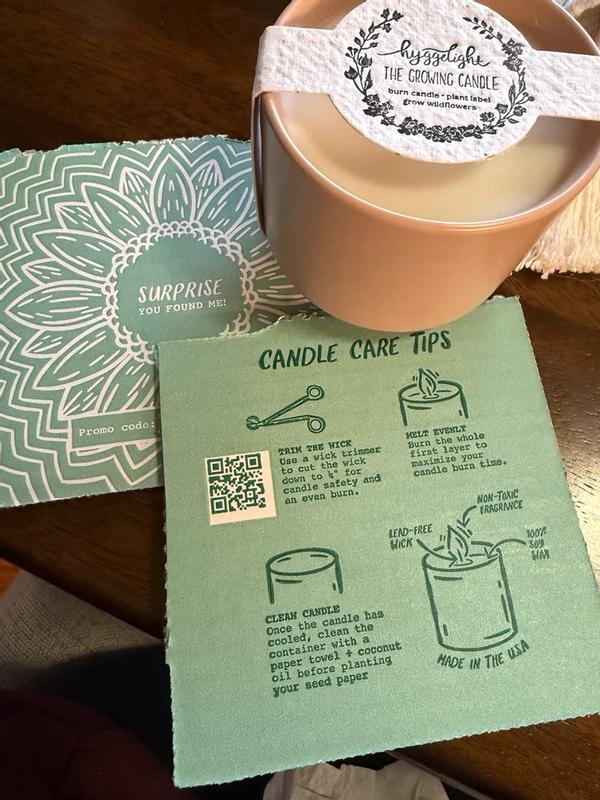 hyggelight
THE GROWING CANDLE
burn candle • plant label
grow wildflowers
SURPRISE
YOU FOUND ME!
Promo code:
CANDLE CARE TIPS
TRIM THE WICK
Use a wick trimmer
to cut the wick
down to ¼" for
candle safety and
an even burn.
MELT EVENLY
Burn the whole
first layer to
maximize your
candle burn time.
CLEAN CANDLE
Once the candle has
cooled, clean the
container with a
paper towel + coconut
oil before planting
your seed paper
NON-TOXIC
FRAGRANCE
LEAD-FREE
WICK
100%
SOY
WAX
MADE IN THE USA